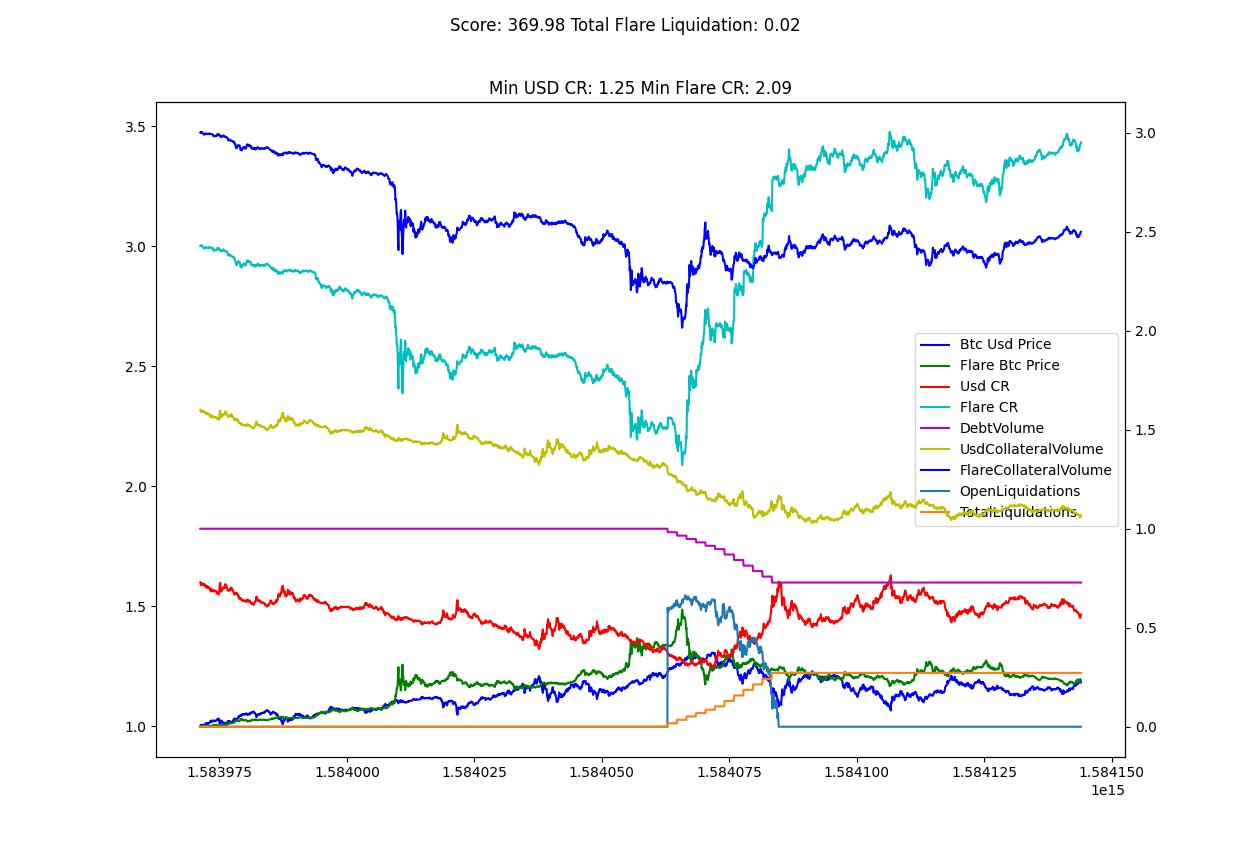 Score: 369.98 Total Flare Liquidation: 0.02
Min USD CR: 1.25 Min Flare CR: 2.09
3.5
3.0
2.5
2.0
1.5
1.0
3.0
2.5
2.0
1.5
1.0
0.5
0.0
Btc Usd Price
Flare Btc Price
Usd CR
Flare CR
DebtVolume
UsdCollateralVolume
FlareCollateralVolume
OpenLiquidations
TotalLiquidations
1.583975 1.584000 1.584025 1.584050 1.584075 1.584100 1.584125 1.584150
1e15